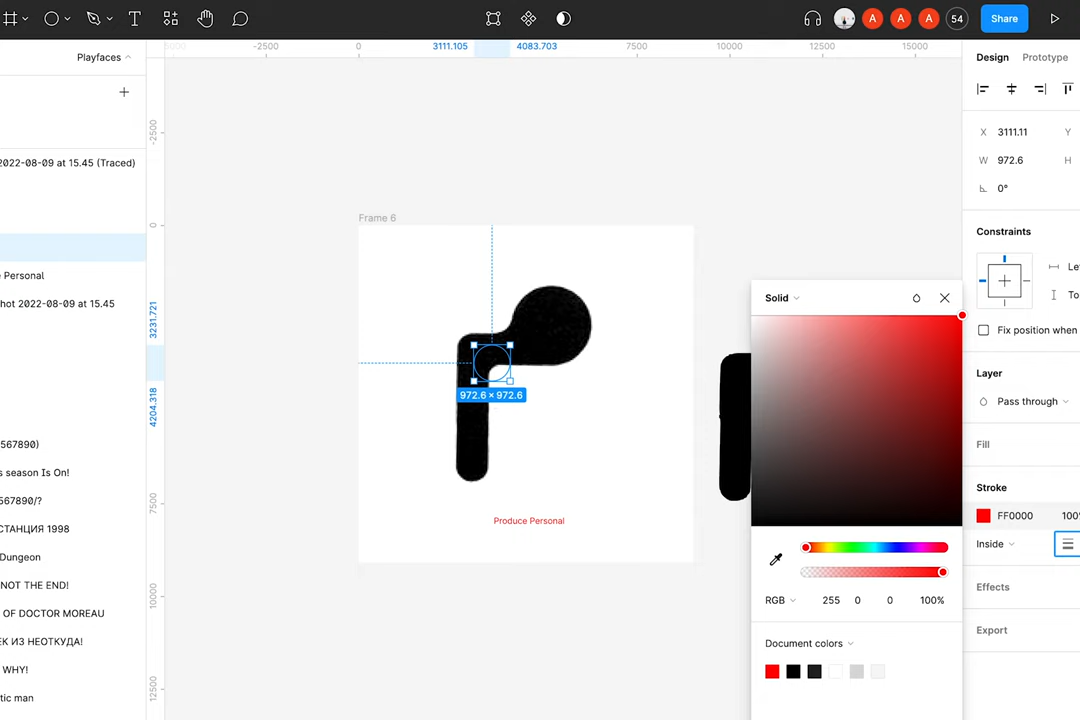 A
A
A
54
Share
5000
-2500
0
3111.105
4083.703
7500
10000
12500
15000
Playfaces
Design
Prototype
-2500
X 3111.11
Y
2022-08-09 at 15.45 (Traced)
W 972.6
H
0°
Frame 6
0
Constraints
Personal
Left
To
hot 2022-08-09 at 15.45
3231.721
Solid
Fix position when
Layer
4204.318
972.6 × 972.6
Pass through
567890)
Fill
s season Is On!
Stroke
567890/?
7500
FF0000
100%
Produce Personal
СТАНЦИЯ 1998
Inside
Dungeon
NOT THE END!
Effects
10000
RGB 255 0 0 100%
OF DOCTOR MOREAU
Export
ЕК ИЗ НЕОТКУДА!
Document colors
WHY!
12500
tic man